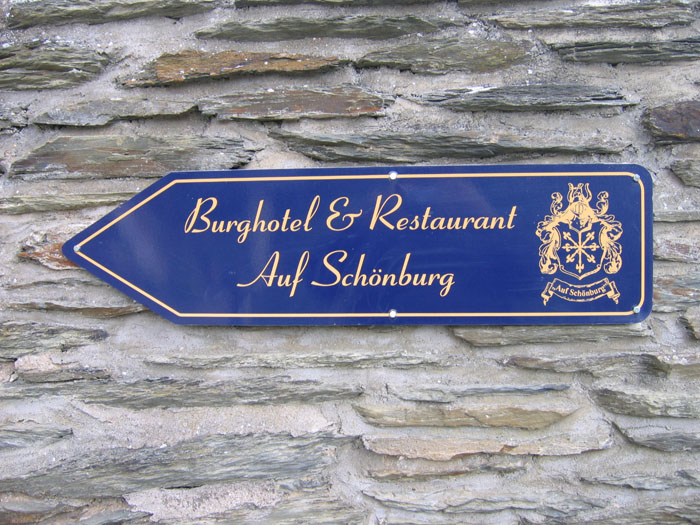 Burghotel & Restaurant
Auf Schönburg
"Auf Schönburg"